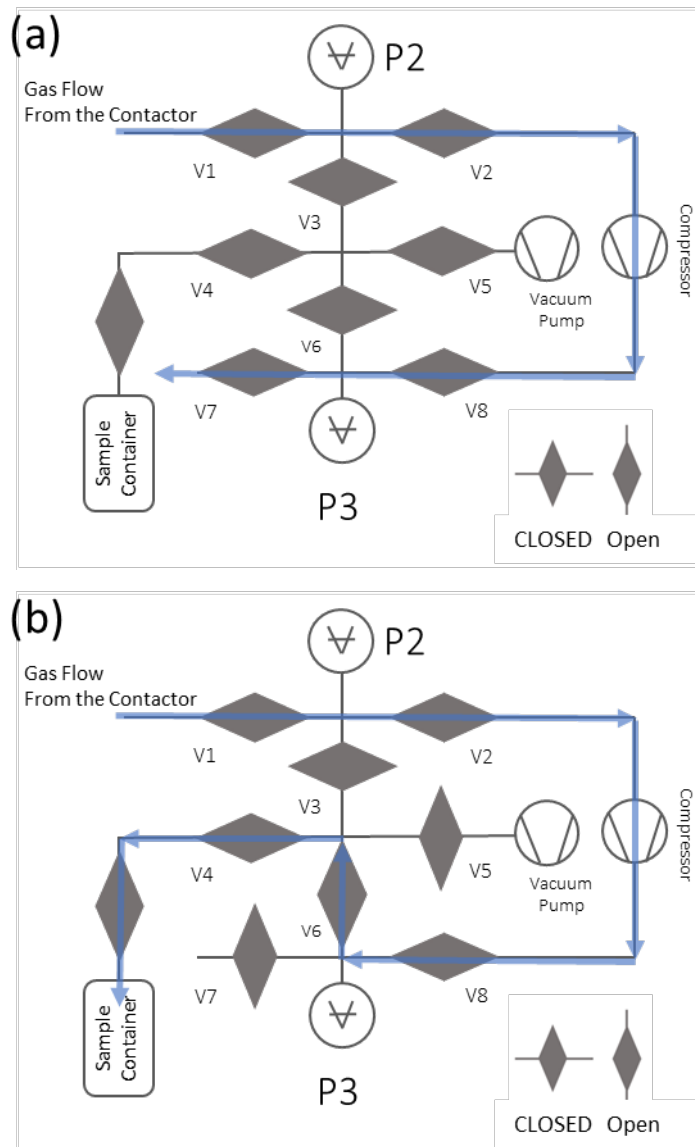 (a)
P2
Gas Flow
From the Contactor
V1
V2
V3
Compressor
V4
V5
Vacuum
Pump
V6
V7
V8
Sample
Container
P3
CLOSED Open
(b)
P2
Gas Flow
From the Contactor
V1
V2
V3
Compressor
V4
V5
Vacuum
Pump
V6
V7
V8
Sample
Container
P3
CLOSED Open